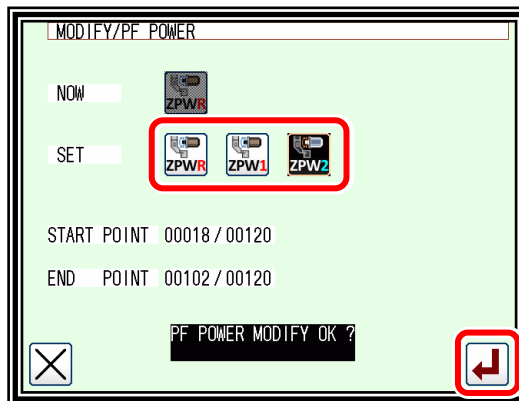 MODIFY/PF POWER
NOW
ZPWR
SET
ZPWR ZPW1 ZPW2
START POINT 00018/00120
END POINT 00102/00120
PF POWER MODIFY OK ?